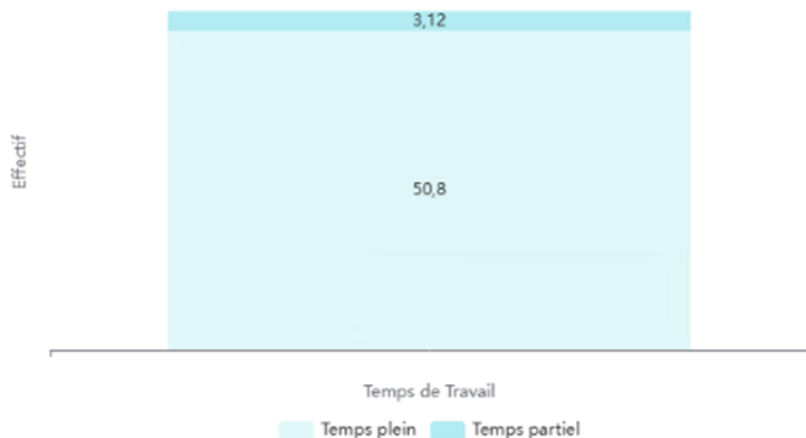 3,12
Effectif
50,8
Temps de Travail
Temps plein Temps partiel